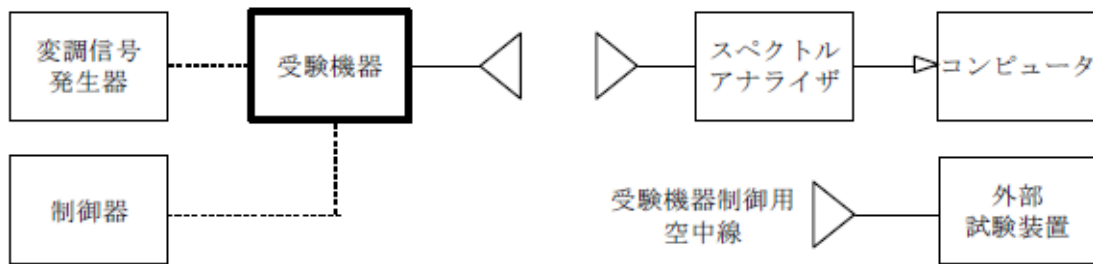 変調信号
発生器
受験機器
スペクトル
アナライザ
コンピュータ
制御器
受験機器制御用
空中線
外部
試験装置